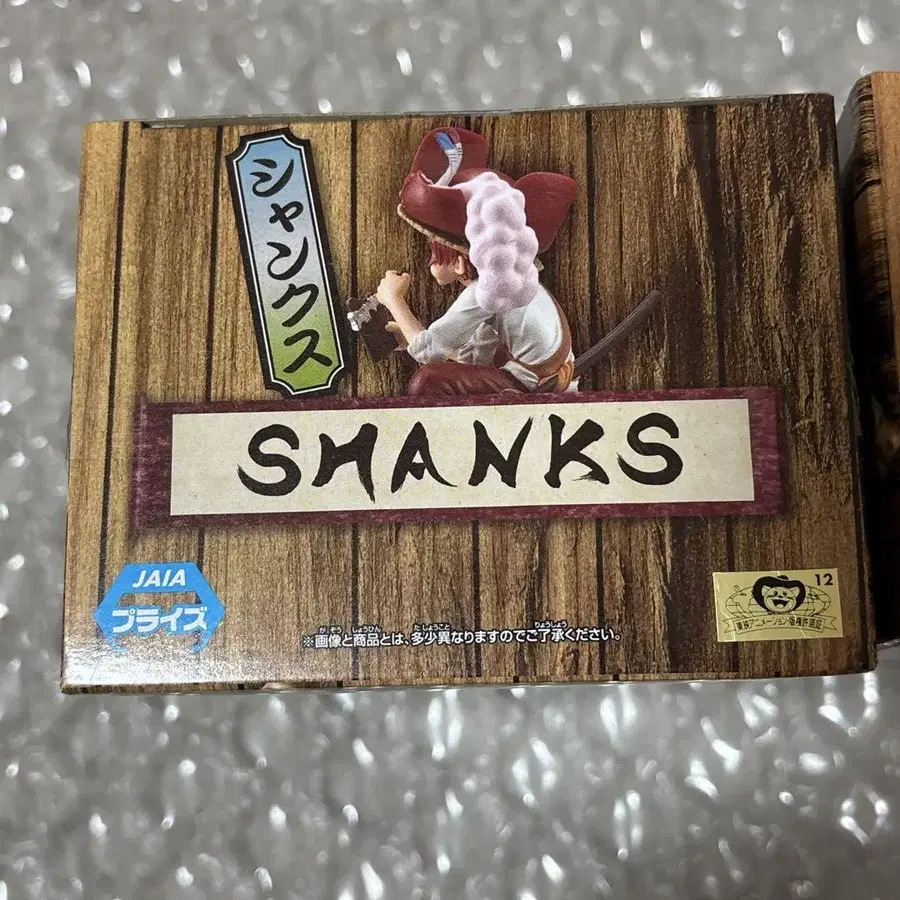 シャンクス
SHANKS
JAIA
プライズ
※画像と商品とは、多少異なりますのでご了承ください。
12
東映アニメーション・版権許諾証